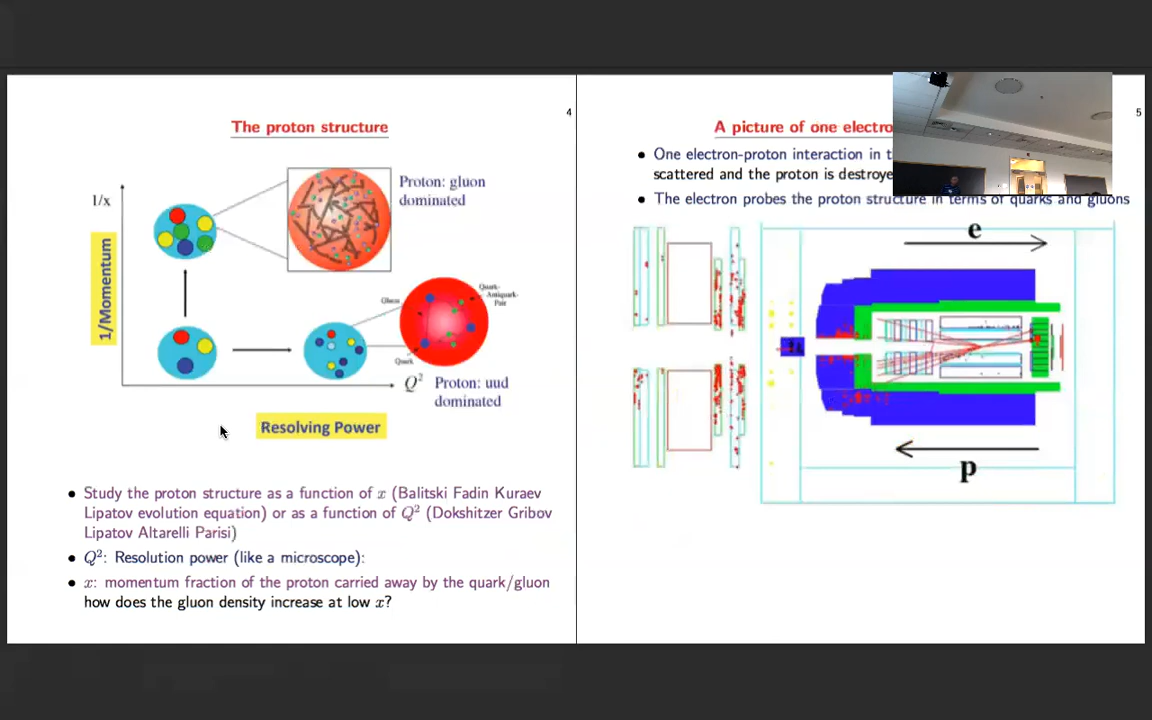 4
The proton structure
1/x
Proton: gluon
dominated
1/Momentum
Quark-
Antiquark-
Pair
Gluon
Quark
Q²
Proton: uud
dominated
Resolving Power
• Study the proton structure as a function of x (Balitski Fadin Kuraev
Lipatov evolution equation) or as a function of Q² (Dokshitzer Gribov
Lipatov Altarelli Parisi)
• Q²: Resolution power (like a microscope):
• x: momentum fraction of the proton carried away by the quark/gluon
how does the gluon density increase at low x?
5
A picture of one electro
• One electron-proton interaction in t
scattered and the proton is destroye
• The electron probes the proton structure in terms of quarks and gluons
e
p